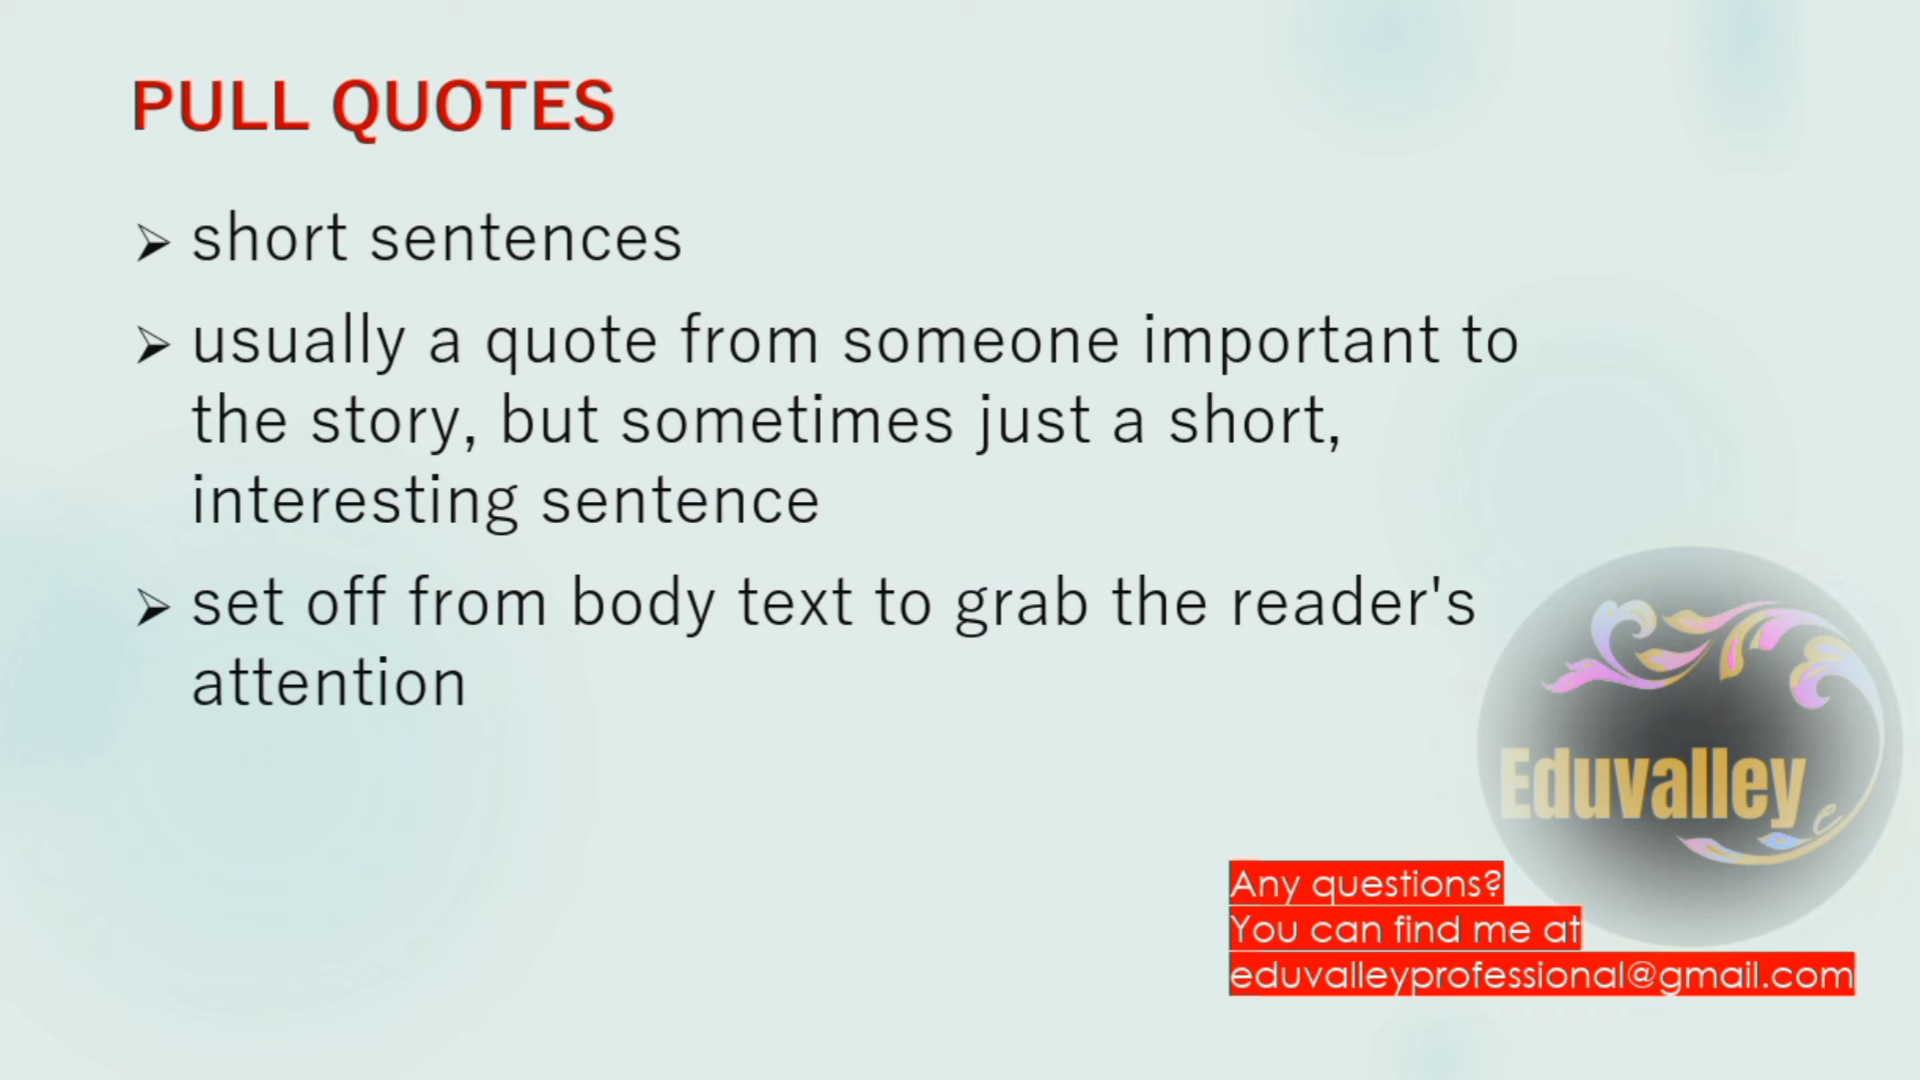 PULL QUOTES
➢ short sentences
➢ usually a quote from someone important to
the story, but sometimes just a short,
interesting sentence
➢ set off from body text to grab the reader's
attention
Eduvalley
e
Any questions?
You can find me at
eduvalleyprofessional@gmail.com